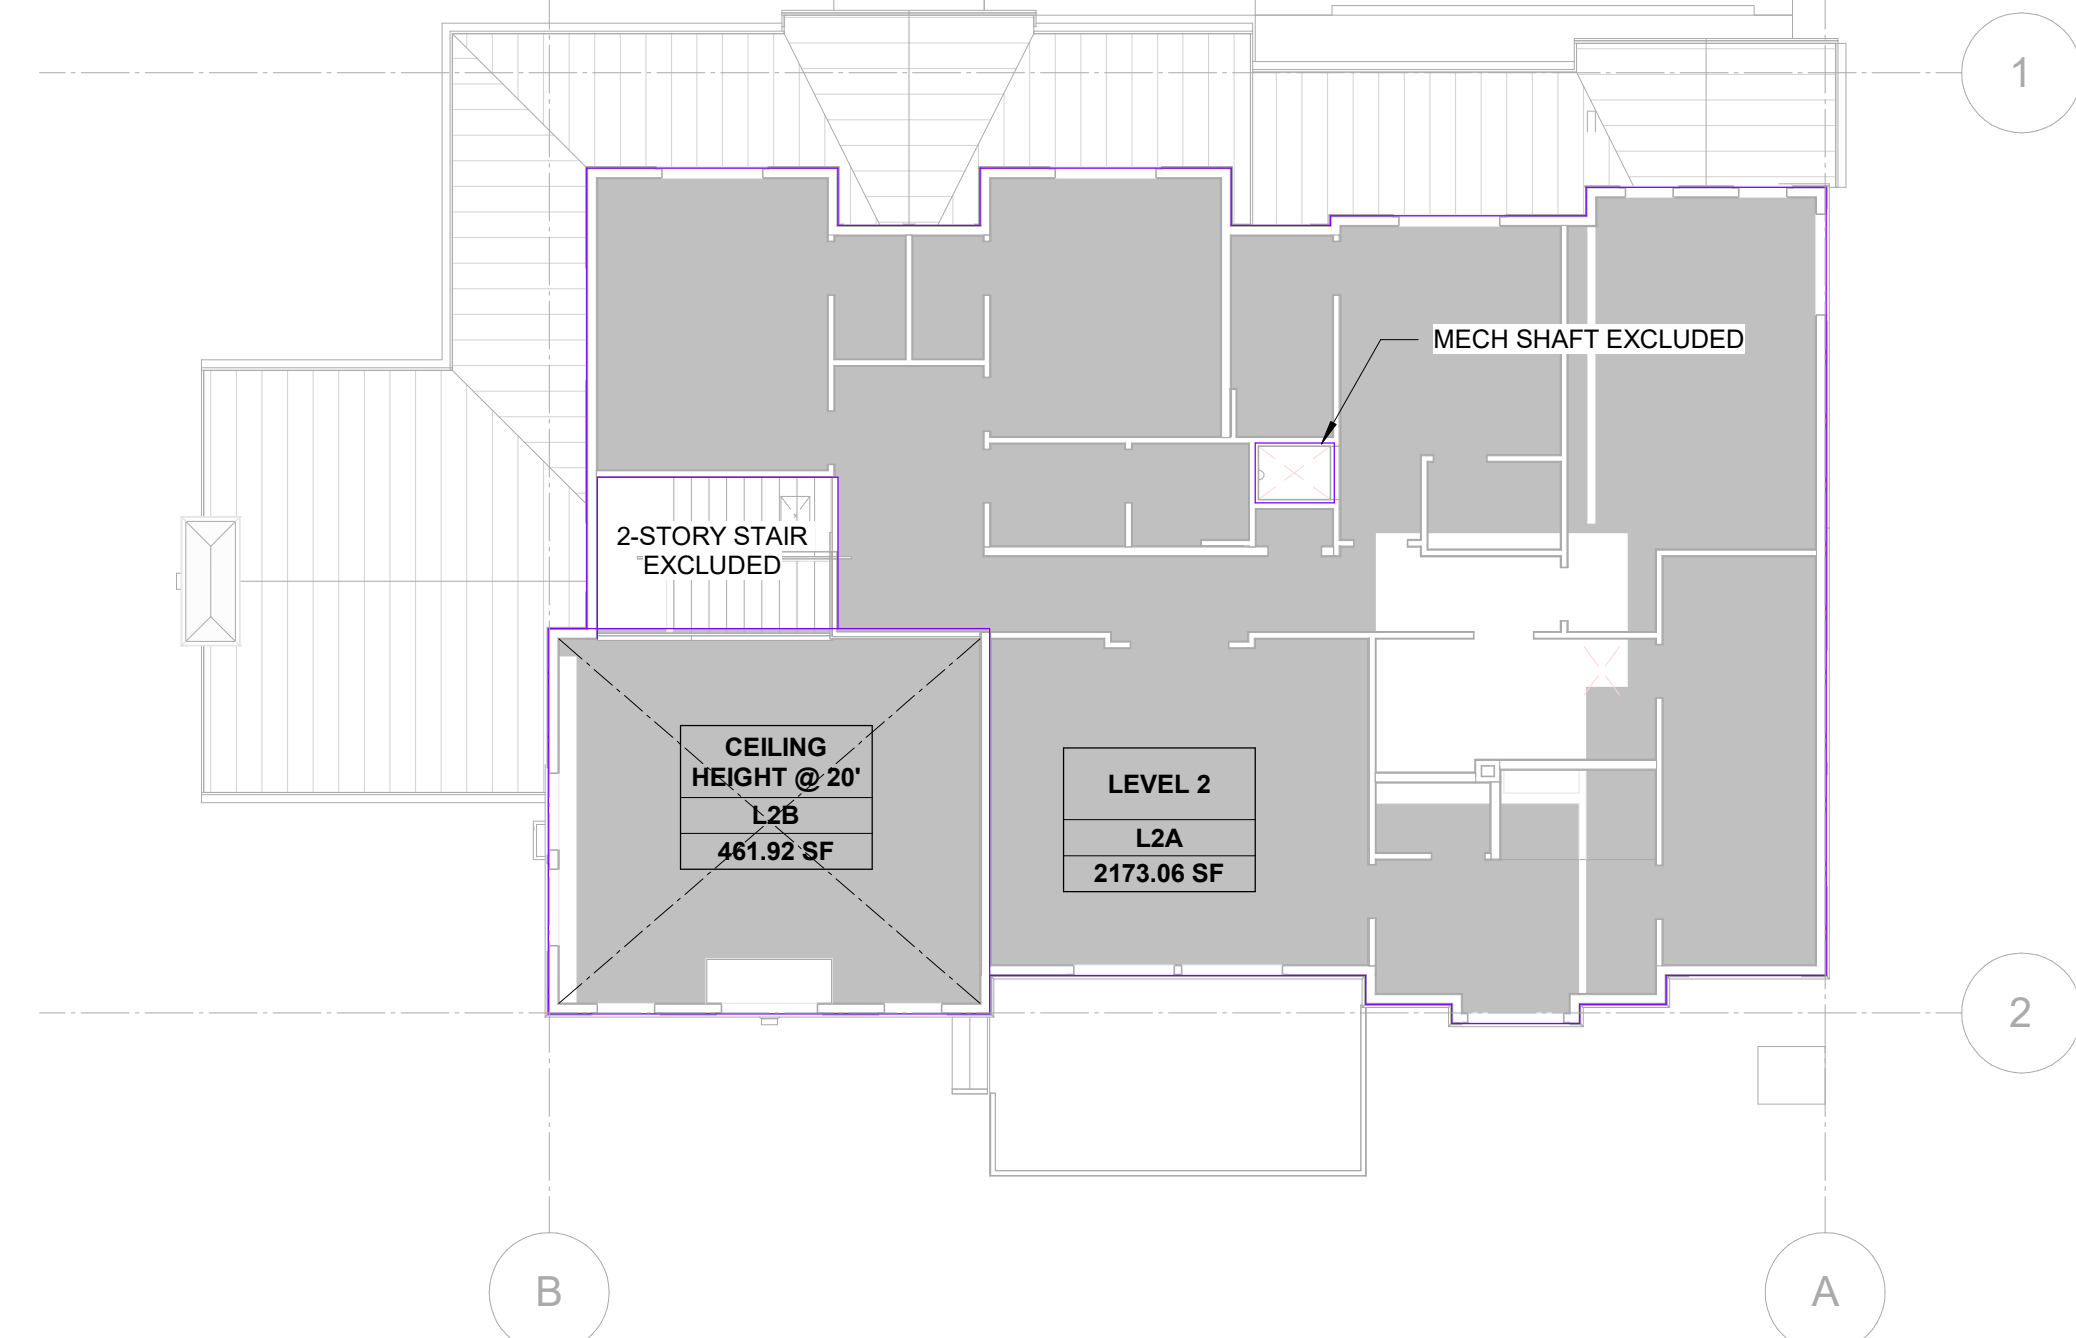 1
MECH SHAFT EXCLUDED
2-STORY STAIR
EXCLUDED
CEILING
HEIGHT @ 20'
L2B
461.92 SF
LEVEL 2
L2A
2173.06 SF
2
B
A